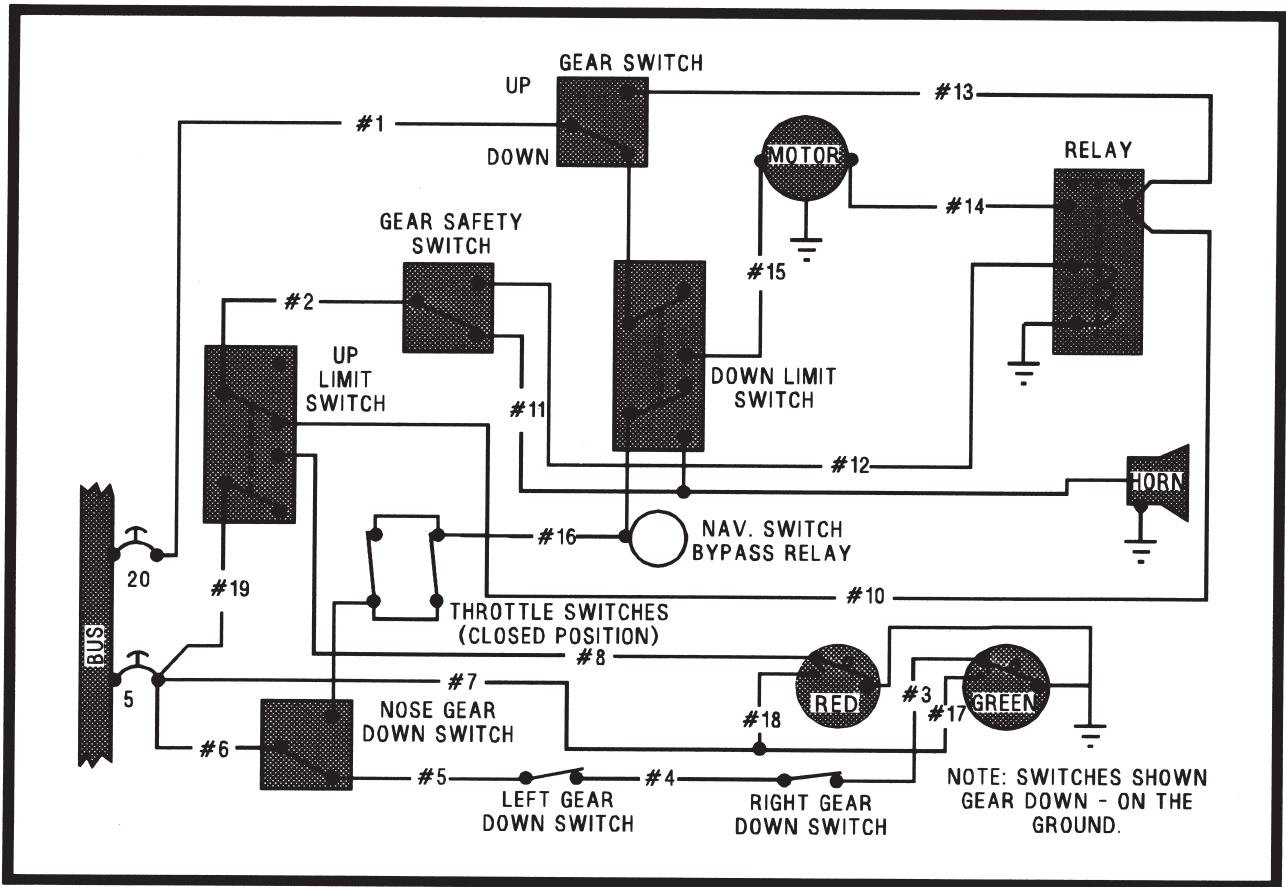 GEAR SWITCH
UP
#13
#1
DOWN
MOTOR
RELAY
GEAR SAFETY
SWITCH
#14
#15
#2
UP
LIMIT
SWITCH
DOWN LIMIT
SWITCH
#11
#12
HORN
NAV. SWITCH
BYPASS RELAY
#16
20
#19
#10
THROTTLE SWITCHES
(CLOSED POSITION)
BUS
#8
5
#7
#3
RED
GREEN
#17
#18
NOSE GEAR
DOWN SWITCH
#6
#5
#4
LEFT GEAR
DOWN SWITCH
RIGHT GEAR
DOWN SWITCH
NOTE: SWITCHES SHOWN
GEAR DOWN - ON THE
GROUND.